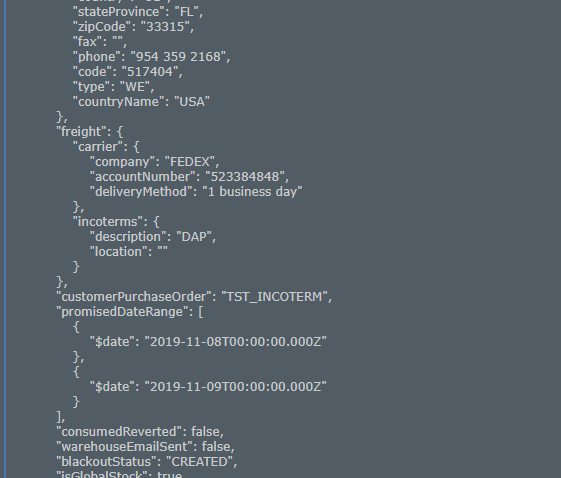 "stateProvince": "FL",
"zipCode": "33315",
"fax": "",
"phone": "954 359 2168",
"code": "517404",
"type": "WE",
"countryName": "USA"
},
"freight": {
"carrier": {
"company": "FEDEX",
"accountNumber": "523384848",
"deliveryMethod": "1 business day"
},
"incoterms": {
"description": "DAP",
"location": ""
}
},
"customerPurchaseOrder": "TST_INCOTERM",
"promisedDateRange": [
{
"$date": "2019-11-08T00:00:00.000Z"
},
{
"$date": "2019-11-09T00:00:00.000Z"
}
],
"consumedReverted": false,
"warehouseEmailSent": false,
"blackoutStatus": "CREATED",
"isGlobalStock": true